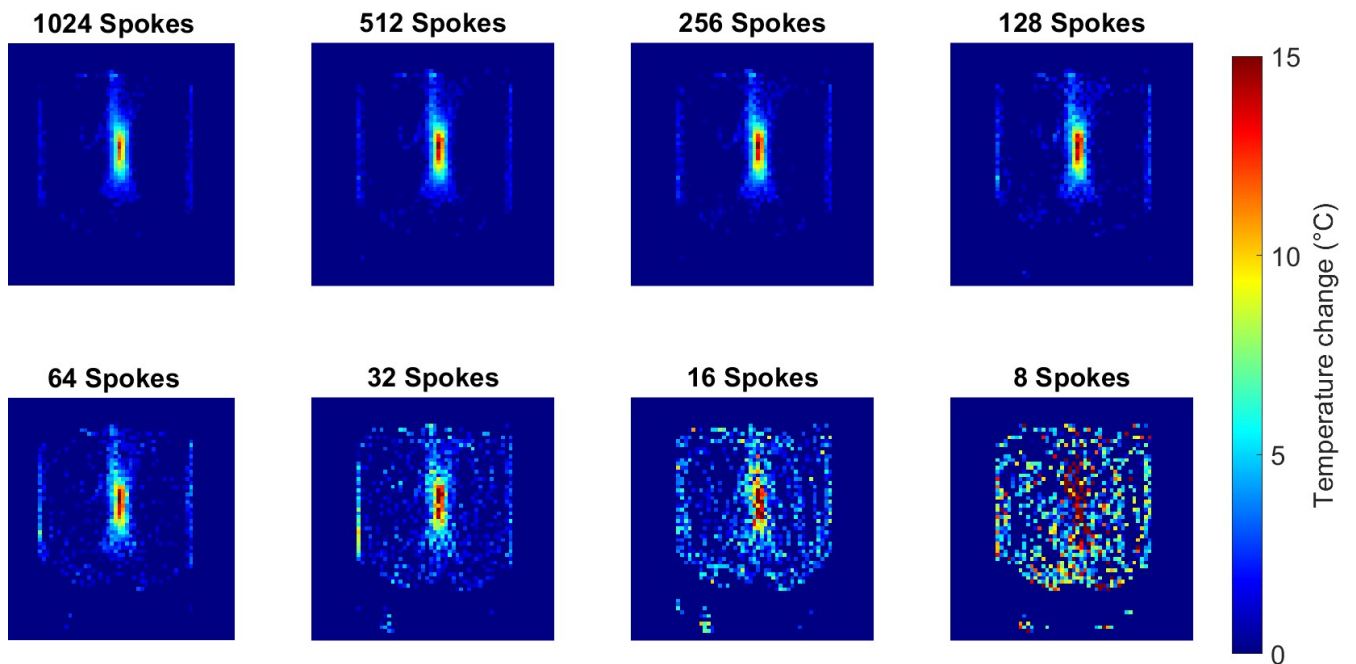 1024 Spokes
512 Spokes
256 Spokes
128 Spokes
15
10
5
0
Temperature change (°C)
64 Spokes
32 Spokes
16 Spokes
8 Spokes